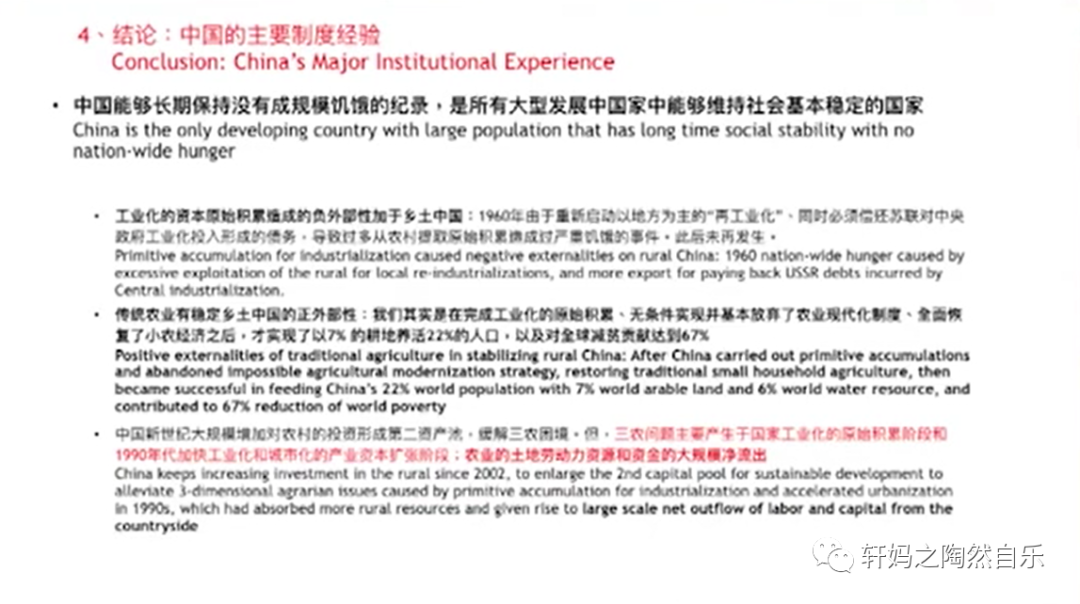 4、结论：中国的主要制度经验
Conclusion: China's Major Institutional Experience
• 中国能够长期保持没有成规模饥饿的纪录，是所有大型发展中国家中能够维持社会基本稳定的国家
China is the only developing country with large population that has long time social stability with no
nation-wide hunger
• 工业化的资本原始积累造成的负外部性加于乡土中国：1960年由于重新启动以地方为主的“再工业化”、同时必须偿还苏联对中央
政府工业化投入形成的债务，导致过多从农村提取原始积累造成过严重饥饿的事件。此后未再发生。
Primitive accumulation for industrialization caused negative externalities on rural China: 1960 nation-wide hunger caused by
excessive exploitation of the rural for local re-industrializations, and more export for paying back USSR debts incurred by
Central industrialization.
• 传统农业有稳定乡土中国的正外部性：我们其实是在完成工业化的原始积累、无条件实现并基本放弃了农业现代化制度、全面恢
复了小农经济之后，才实现了以7% 的耕地养活22%的人口，以及对全球减贫贡献达到67%
Positive externalities of traditional agriculture in stabilizing rural China: After China carried out primitive accumulations
and abandoned impossible agricultural modernization strategy, restoring traditional small household agriculture, then
became successful in feeding China's 22% world population with 7% world arable land and 6% world water resource, and
contributed to 67% reduction of world poverty
• 中国新世纪大规模增加对农村的投资形成第二资产池，缓解三农困境。但，三农问题主要产生于国家工业化的原始积累阶段和
1990年代加快工业化和城市化的产业资本扩张阶段：农业的土地劳动力资源和资金的大规模净流出
China keeps increasing investment in the rural since 2002, to enlarge the 2nd capital pool for sustainable development to
alleviate 3-dimensional agrarian issues caused by primitive accumulation for industrialization and accelerated urbanization
in 1990s, which had absorbed more rural resources and given rise to large scale net outflow of labor and capital from the
countryside
轩妈之陶然自乐